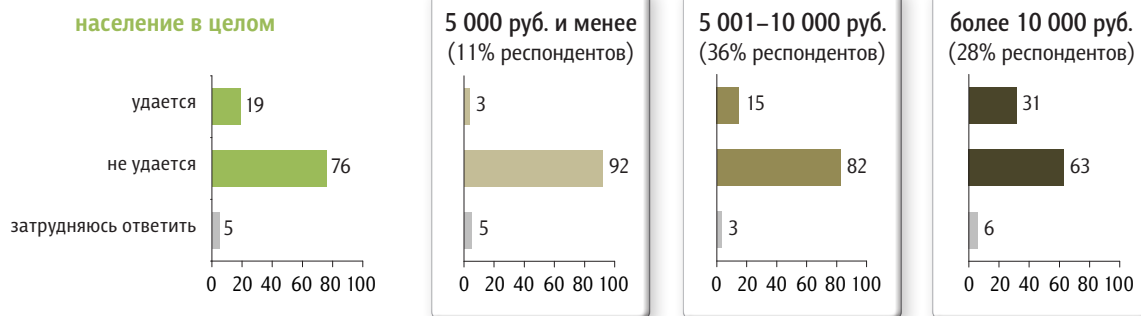 население в целом
удается
19
не удается
76
затрудняюсь ответить
5
0 20 40 60 80 100
5 000 руб. и менее
(11% респондентов)
3
92
5
0 20 40 60 80 100
5 001–10 000 руб.
(36% респондентов)
15
82
3
0 20 40 60 80 100
более 10 000 руб.
(28% респондентов)
31
63
6
0 20 40 60 80 100